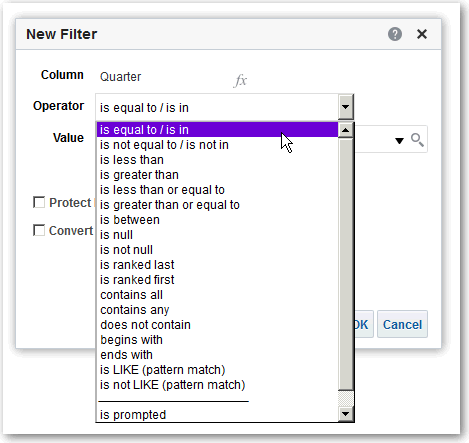 New Filter
Column Quarter fx
Operator is equal to / is in
Value
is equal to / is in
is not equal to / is not in
is less than
is greater than
is less than or equal to
is greater than or equal to
is between
is null
is not null
is ranked last
is ranked first
contains all
contains any
does not contain
begins with
ends with
is LIKE (pattern match)
is not LIKE (pattern match)
is prompted
Protect
Convert
OK Cancel